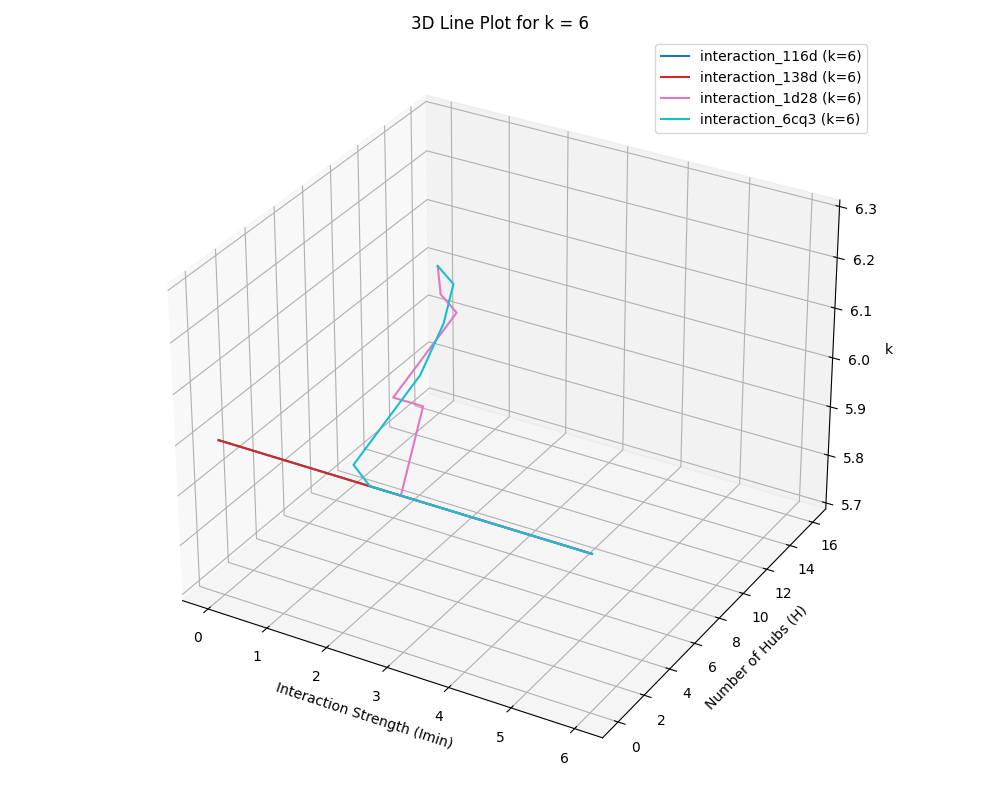 3D Line Plot for k = 6
interaction_116d (k=6)
interaction_138d (k=6)
interaction_1d28 (k=6)
interaction_6cq3 (k=6)
6.3
6.2
6.1
6.0
5.9
5.8
5.7
k
16
14
12
10
8
6
4
2
0
Number of Hubs (H)
0
1
2
3
4
5
6
Interaction Strength (Imin)